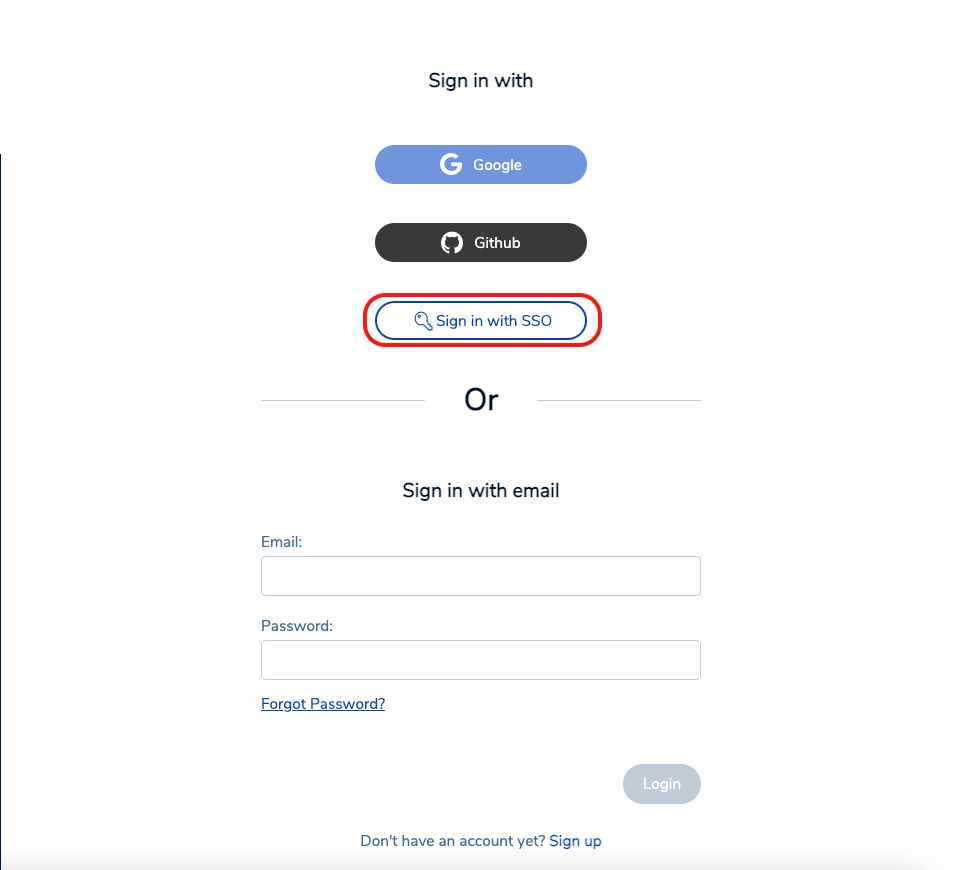 Sign in with
Google
Github
Sign in with SSO
Or
Sign in with email
Email:
Password:
Forgot Password?
Login
Don't have an account yet? Sign up